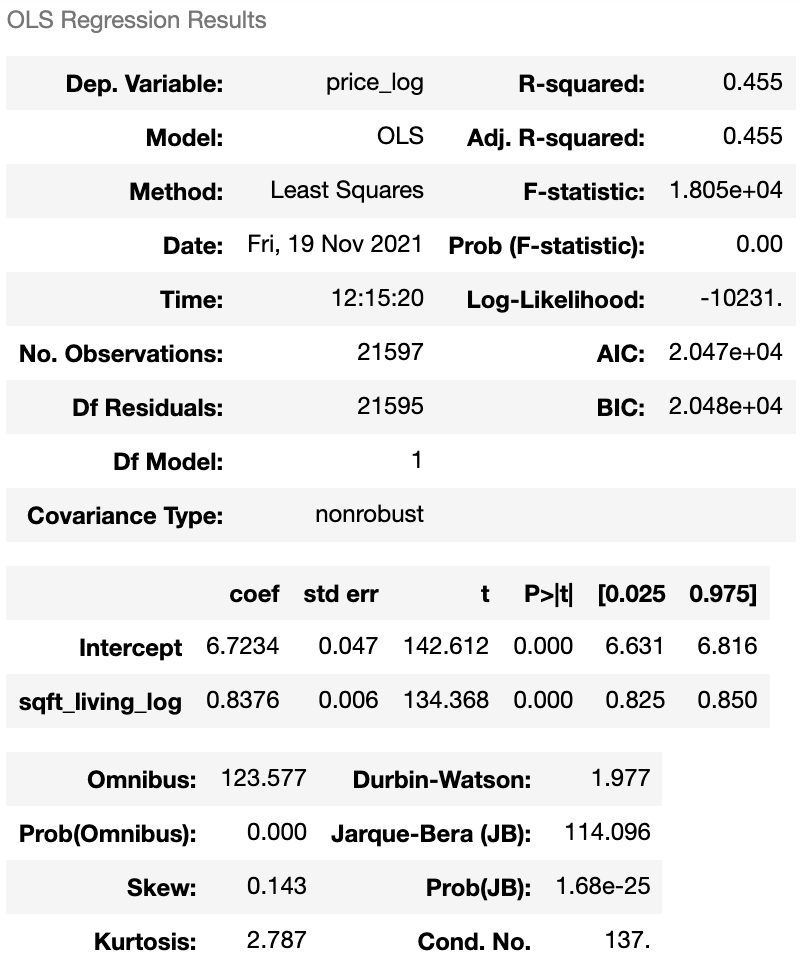 OLS Regression Results
Dep. Variable: price_log R-squared: 0.455
Model: OLS Adj. R-squared: 0.455
Method: Least Squares F-statistic: 1.805e+04
Date: Fri, 19 Nov 2021 Prob (F-statistic): 0.00
Time: 12:15:20 Log-Likelihood: -10231.
No. Observations: 21597 AIC: 2.047e+04
Df Residuals: 21595 BIC: 2.048e+04
Df Model: 1
Covariance Type: nonrobust
coef std err t P>|t| [0.025 0.975]
Intercept 6.7234 0.047 142.612 0.000 6.631 6.816
sqft_living_log 0.8376 0.006 134.368 0.000 0.825 0.850
Omnibus: 123.577 Durbin-Watson: 1.977
Prob(Omnibus): 0.000 Jarque-Bera (JB): 114.096
Skew: 0.143 Prob(JB): 1.68e-25
Kurtosis: 2.787 Cond. No. 137.